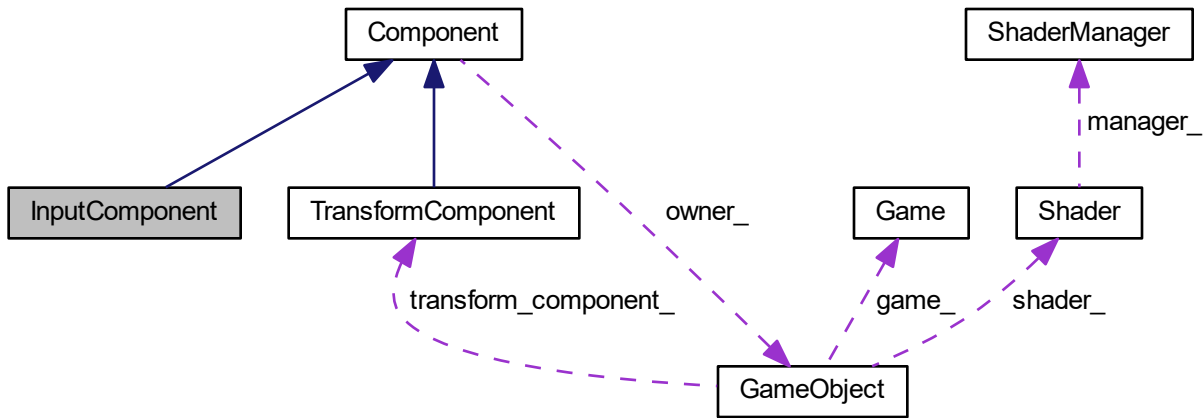 Component
ShaderManager
manager_
InputComponent
TransformComponent
owner_
Game
Shader
transform_component_
game_
shader_
GameObject